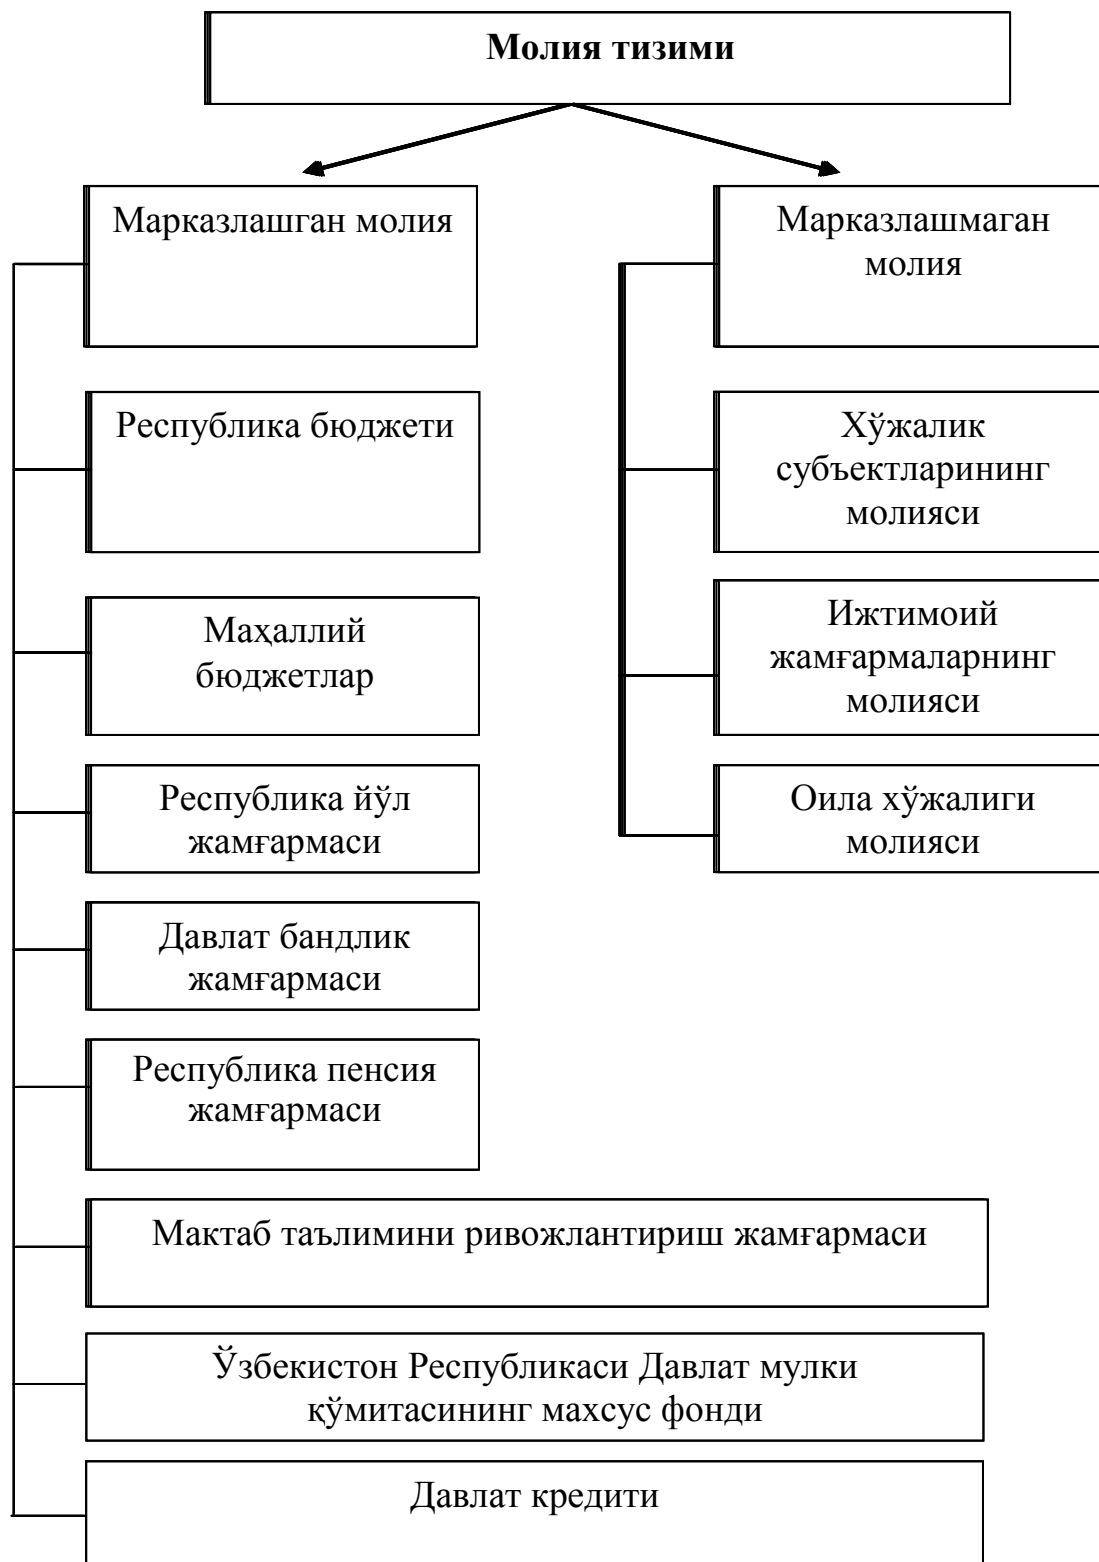 Молия тизими
Марказлашган молия
Республика бюджети
Маҳаллий
бюджетлар
Республика йўл
жамғармаси
Давлат бандлик
жамғармаси
Республика пенсия
жамғармаси
Мактаб таълимини ривожлантириш жамғармаси
Ўзбекистон Республикаси Давлат мулки
қўмитасининг махсус фонди
Давлат кредити
Марказлашмаган
молия
Хўжалик
субъектларининг
молияси
Ижтимоий
жамғармаларнинг
молияси
Оила хўжалиги
молияси